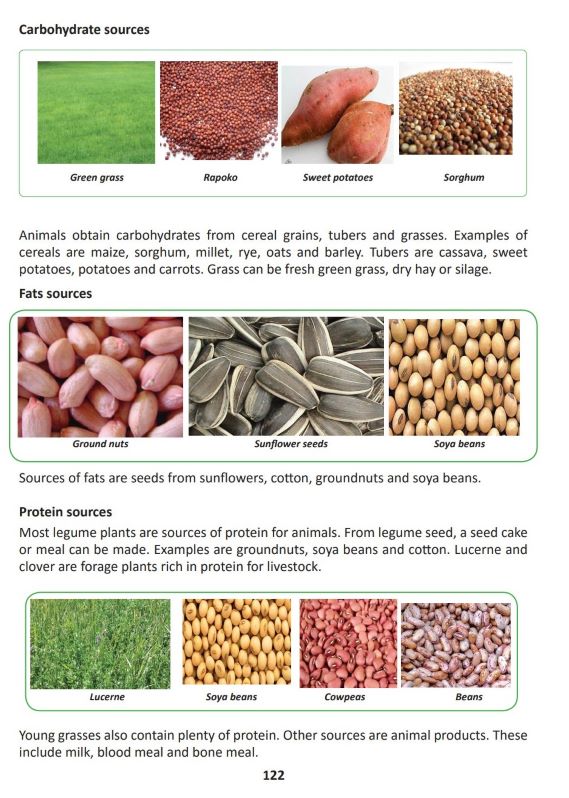 Carbohydrate sources
Green grass
Rapoko
Sweet potatoes
Sorghum
Animals obtain carbohydrates from cereal grains, tubers and grasses. Examples of
cereals are maize, sorghum, millet, rye, oats and barley. Tubers are cassava, sweet
potatoes, potatoes and carrots. Grass can be fresh green grass, dry hay or silage.
Fats sources
Ground nuts
Sunflower seeds
Soya beans
Sources of fats are seeds from sunflowers, cotton, groundnuts and soya beans.
Protein sources
Most legume plants are sources of protein for animals. From legume seed, a seed cake
or meal can be made. Examples are groundnuts, soya beans and cotton. Lucerne and
clover are forage plants rich in protein for livestock.
Lucerne
Soya beans
Cowpeas
Beans
Young grasses also contain plenty of protein. Other sources are animal products. These
include milk, blood meal and bone meal.
122